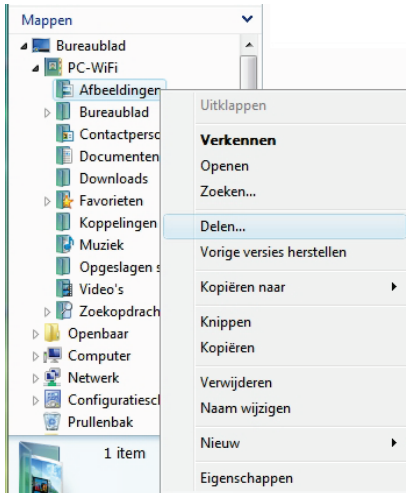 Mappen
Bureaublad
PC-WiFi
Afbeeldingen
Bureaublad
Contactperso
Documenten
Downloads
Favorieten
Koppelingen
Muziek
Opgeslagen s
Video's
Zoekopdrach
Openbaar
Computer
Netwerk
Configuratiescl
Prullenbak
1 item
Uitklappen
Verkennen
Openen
Zoeken...
Delen...
Vorige versies herstellen
Kopiëren naar
Knippen
Kopiëren
Verwijderen
Naam wijzigen
Nieuw
Eigenschappen